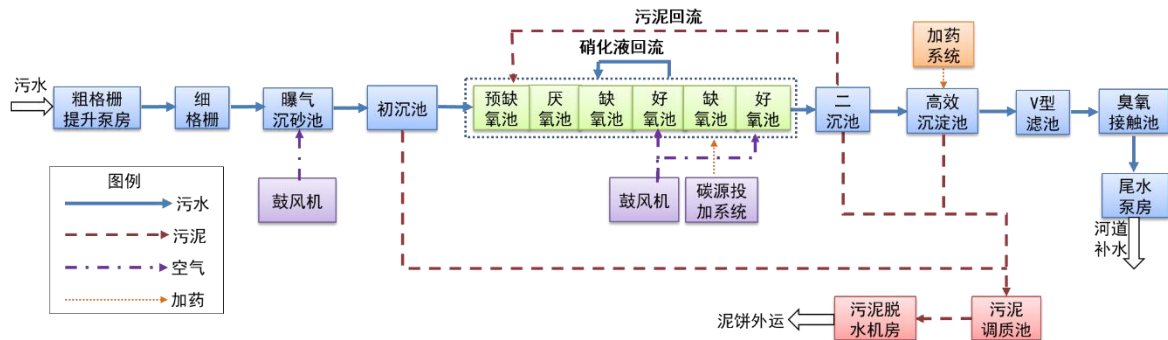 污泥回流
硝化液回流
加药
系统
污水
粗格栅
提升泵房
细
格栅
曝气
沉砂池
初沉池
预缺
氧池
厌
氧池
缺
氧池
好
氧池
缺
氧池
好
氧池
二
沉池
高效
沉淀池
V型
滤池
臭氧
接触池
图例
污水
污泥
空气
加药
鼓风机
鼓风机
碳源投
加系统
尾水
泵房
河道
补水
泥饼外运
污泥脱
水机房
污泥
调质池